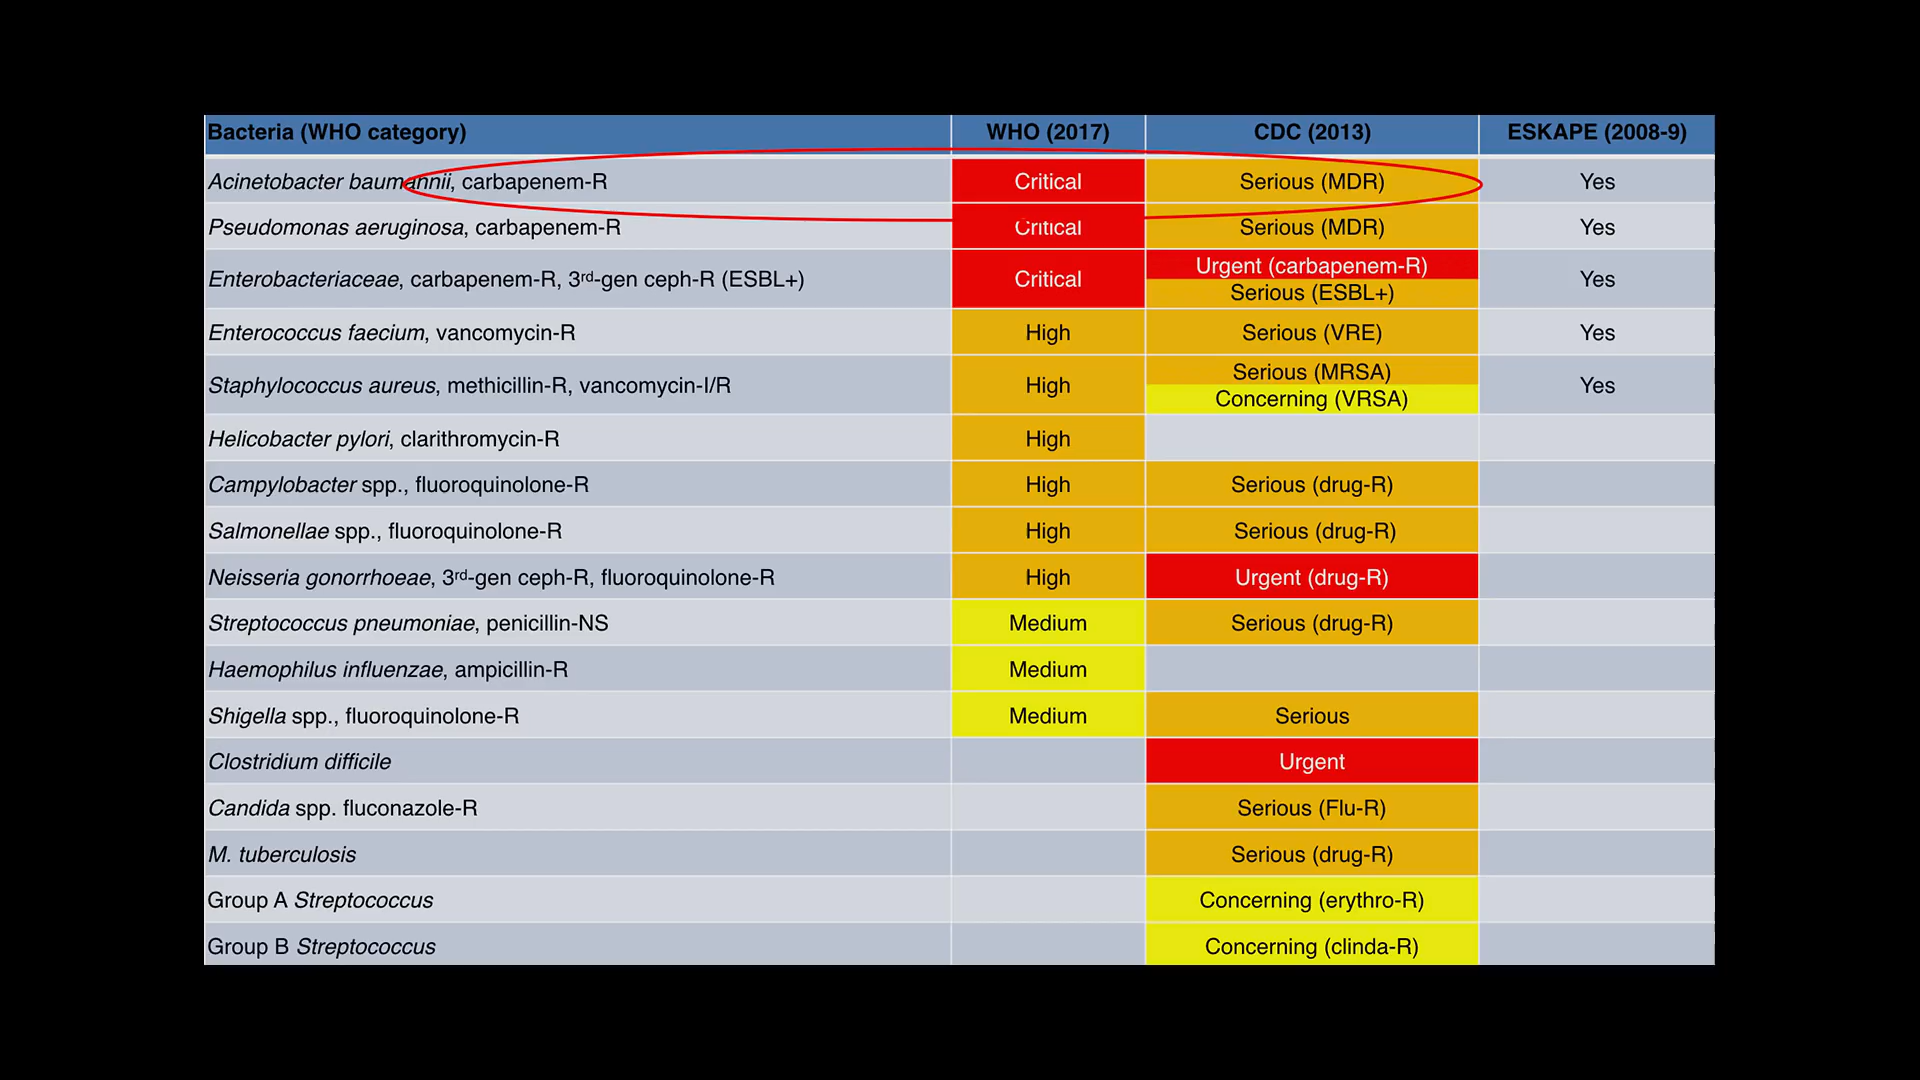 Bacteria (WHO category) WHO (2017) CDC (2013) ESKAPE (2008-9)
Acinetobacter baumannii, carbapenem-R Critical Serious (MDR) Yes
Pseudomonas aeruginosa, carbapenem-R Critical Serious (MDR) Yes
Enterobacteriaceae, carbapenem-R, 3rd-gen ceph-R (ESBL+) Critical Urgent (carbapenem-R) Yes
Serious (ESBL+)
Enterococcus faecium, vancomycin-R High Serious (VRE) Yes
Staphylococcus aureus, methicillin-R, vancomycin-I/R High Serious (MRSA) Yes
Concerning (VRSA)
Helicobacter pylori, clarithromycin-R High
Campylobacter spp., fluoroquinolone-R High Serious (drug-R)
Salmonellae spp., fluoroquinolone-R High Serious (drug-R)
Neisseria gonorrhoeae, 3rd-gen ceph-R, fluoroquinolone-R High Urgent (drug-R)
Streptococcus pneumoniae, penicillin-NS Medium Serious (drug-R)
Haemophilus influenzae, ampicillin-R Medium
Shigella spp., fluoroquinolone-R Medium Serious
Clostridium difficile Urgent
Candida spp. fluconazole-R Serious (Flu-R)
M. tuberculosis Serious (drug-R)
Group A Streptococcus Concerning (erythro-R)
Group B Streptococcus Concerning (clinda-R)